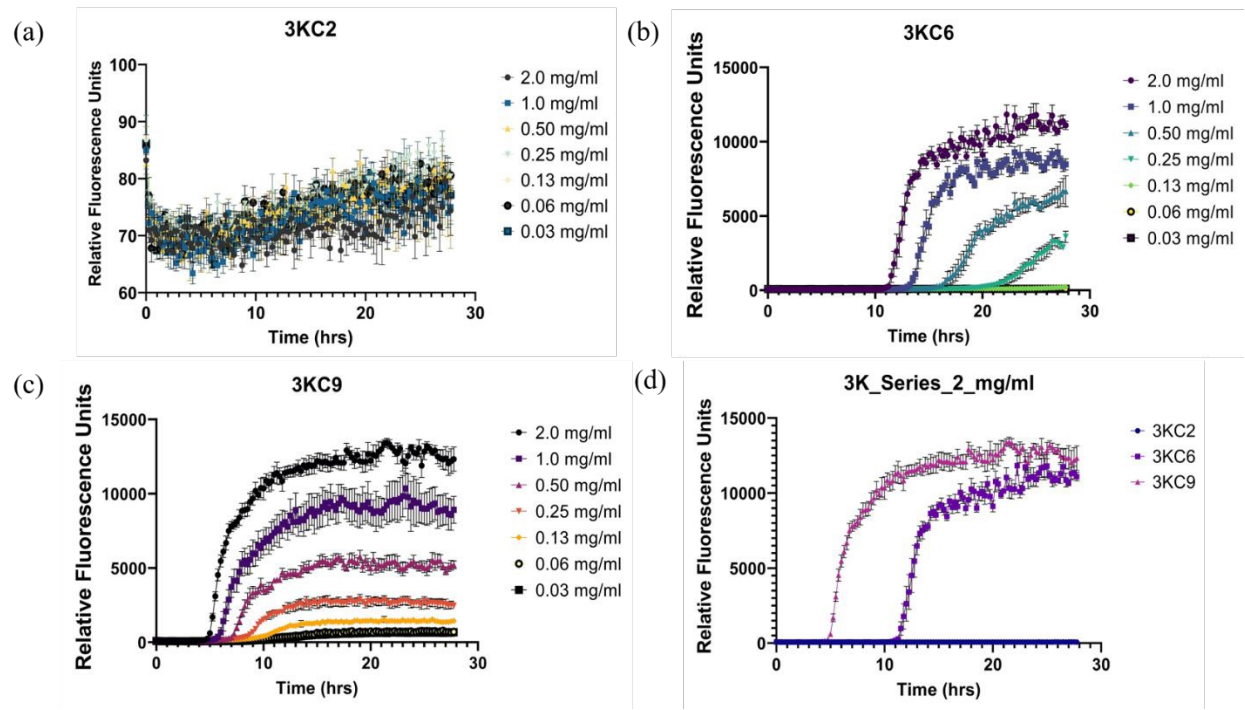 (a)
3KC2
Relative Fluorescence Units
100
90
80
70
60
0
10
20
30
Time (hrs)
2.0 mg/ml
1.0 mg/ml
0.50 mg/ml
0.25 mg/ml
0.13 mg/ml
0.06 mg/ml
0.03 mg/ml
(b)
3KC6
Relative Fluorescence Units
15000
10000
5000
0
0
10
20
30
Time (hrs)
2.0 mg/ml
1.0 mg/ml
0.50 mg/ml
0.25 mg/ml
0.13 mg/ml
0.06 mg/ml
0.03 mg/ml
(c)
3KC9
Relative Fluorescence Units
15000
10000
5000
0
0
10
20
30
Time (hrs)
2.0 mg/ml
1.0 mg/ml
0.50 mg/ml
0.25 mg/ml
0.13 mg/ml
0.06 mg/ml
0.03 mg/ml
(d)
3K_Series_2_mg/ml
Relative Fluorescence Units
15000
10000
5000
0
0
10
20
30
Time (hrs)
3KC2
3KC6
3KC9